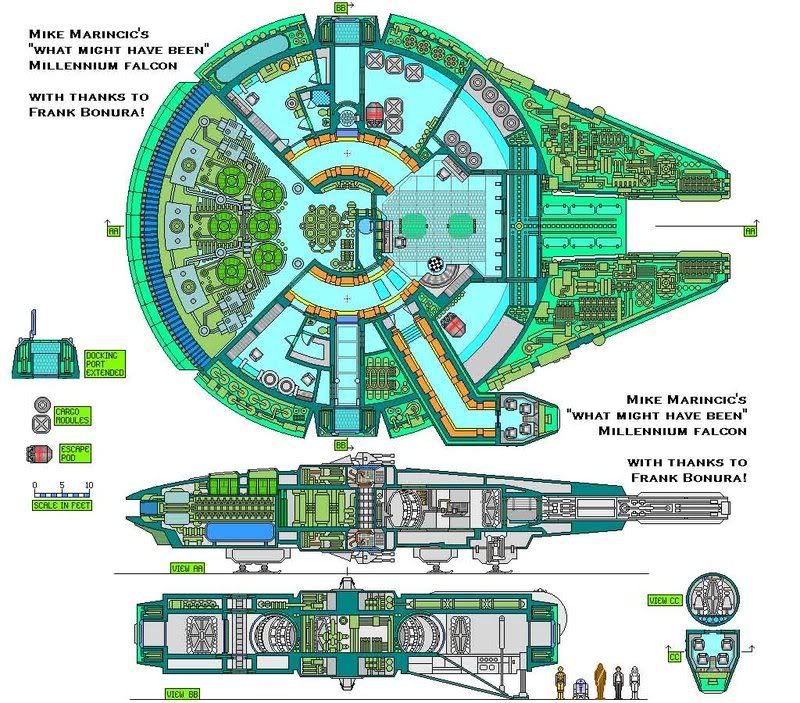 BB
MIKE MARINCIC'S
"WHAT MIGHT HAVE BEEN"
MILLENNIUM FALCON
WITH THANKS TO
FRANK BONURA!
AA
AA
DOCKING
PORT
EXTENDED
CARGO
MODULES
ESCAPE
POD
0 5 10
SCALE IN FEET
BB
MIKE MARINCIC'S
"WHAT MIGHT HAVE BEEN"
MILLENNIUM FALCON
WITH THANKS TO
FRANK BONURA!
VIEW AA
VIEW CC
CC
VIEW BB